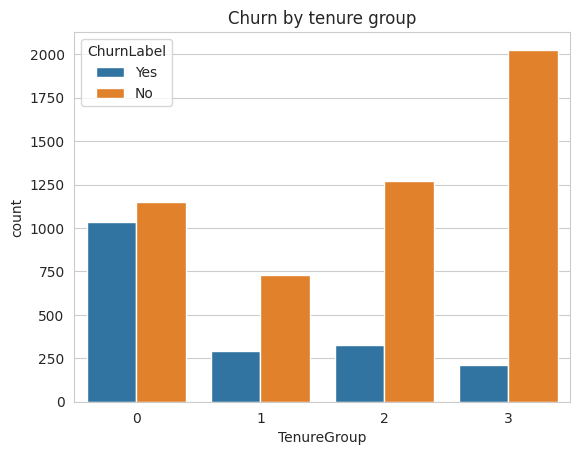 Churn by tenure group
ChurnLabel
Yes
No
2000
1750
1500
1250
1000
750
500
250
0
count
0 1 2 3
TenureGroup